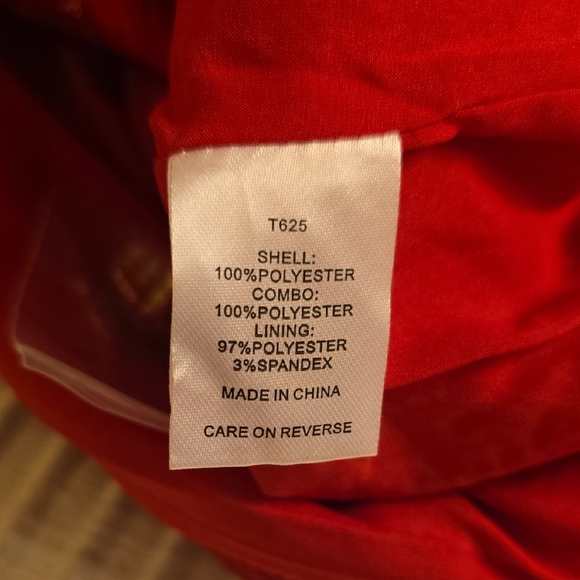 T625
SHELL:
100%POLYESTER
COMBO:
100%POLYESTER
LINING:
97%POLYESTER
3%SPANDEX
MADE IN CHINA
CARE ON REVERSE